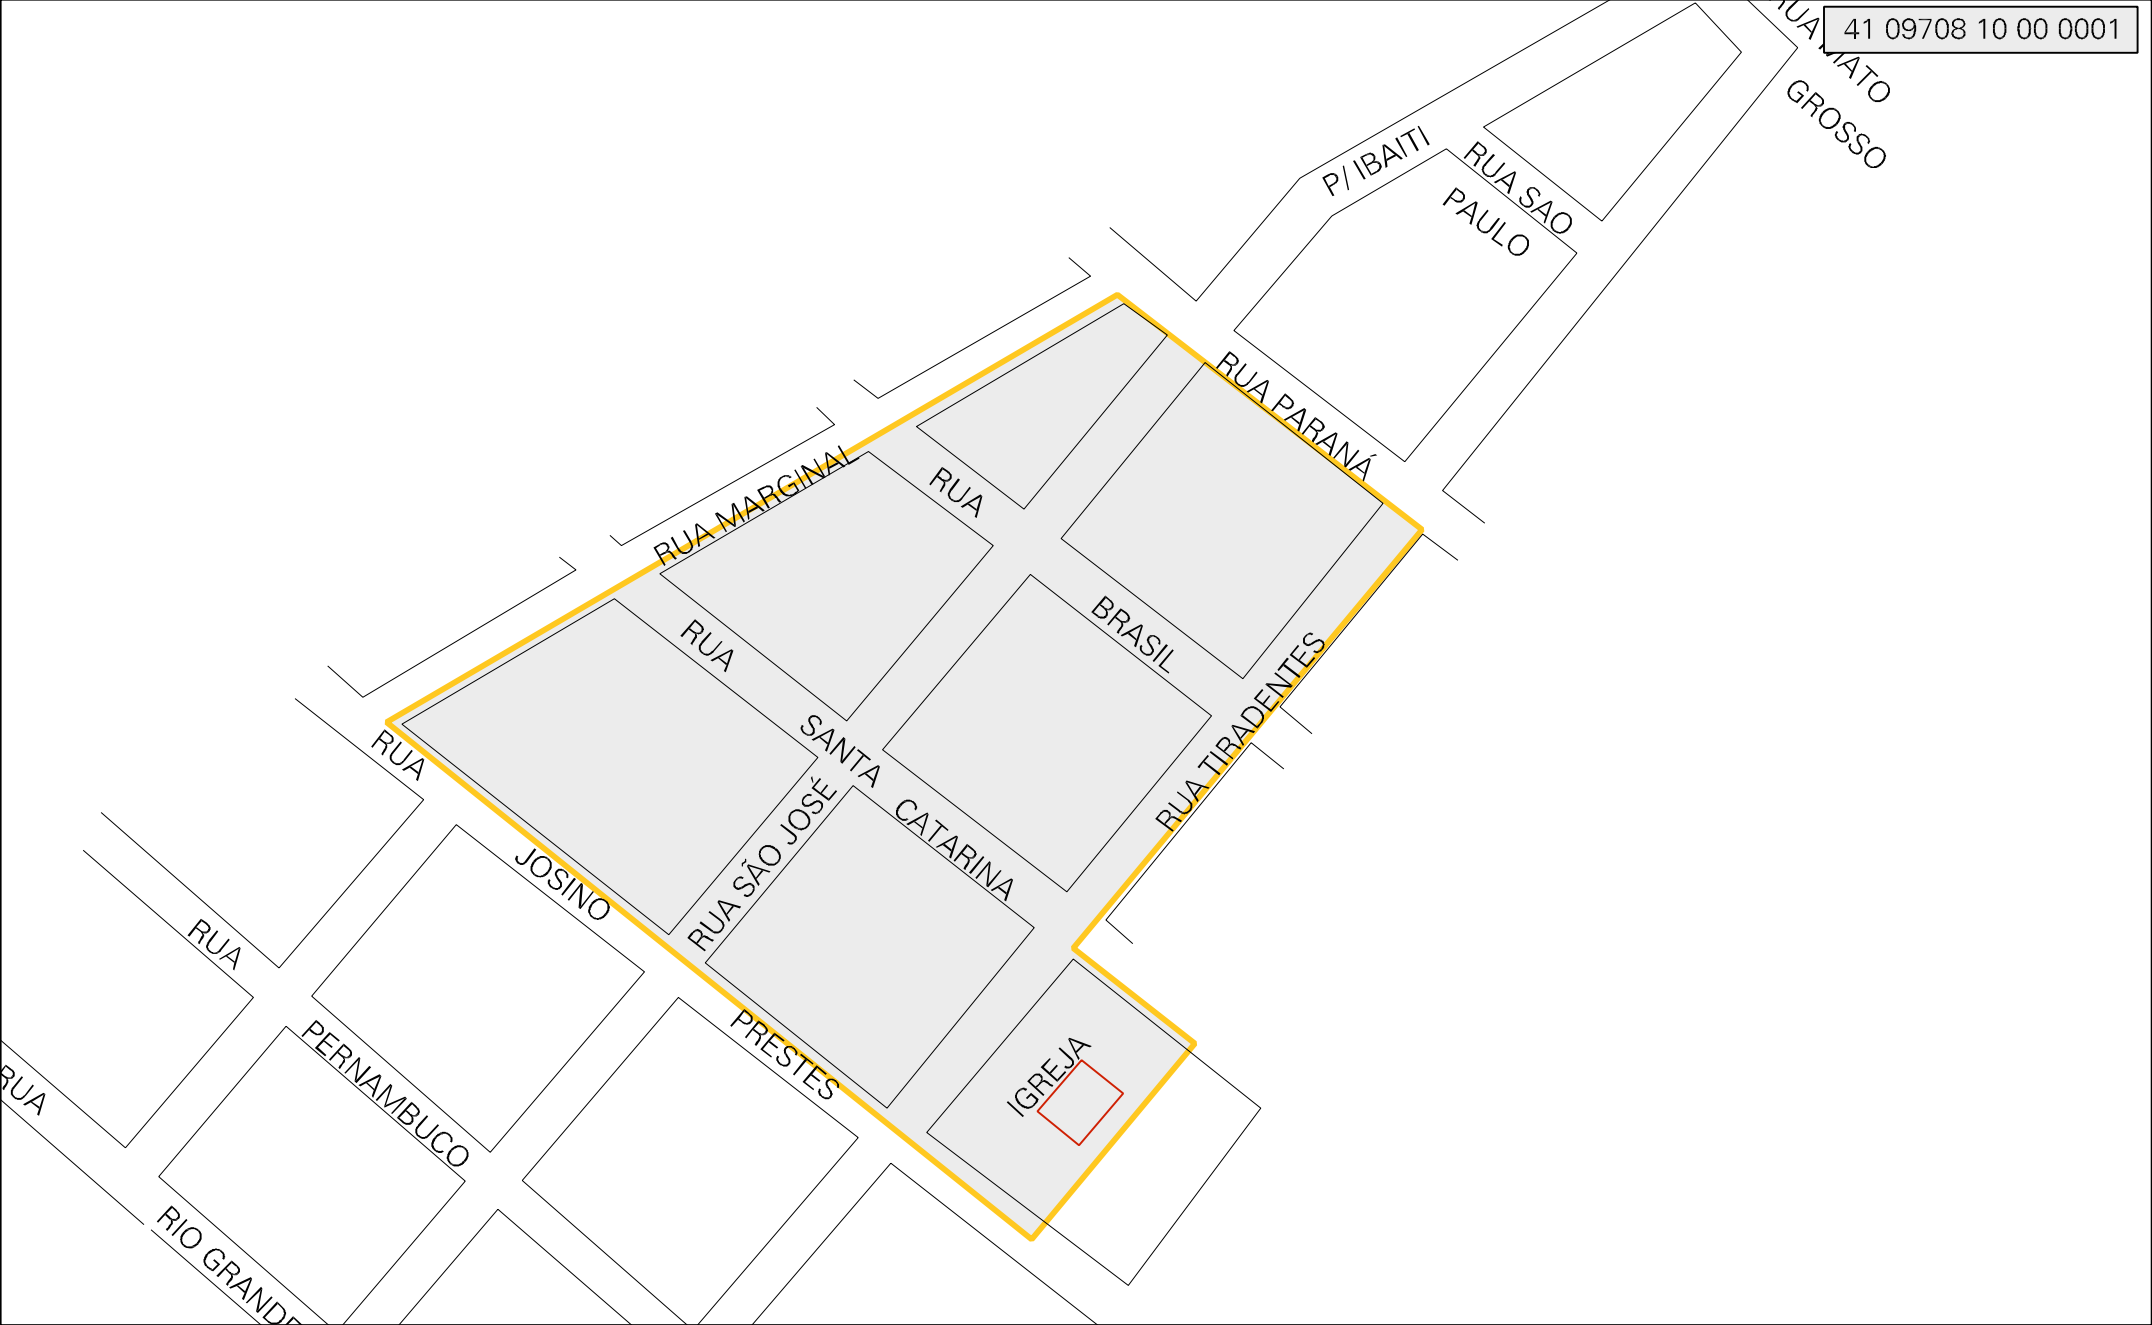 41 09708 10 00 0001
RUA MATO
GROSSO
P/ IBAITI
RUA SAO
PAULO
RUA PARANÁ
RUA MARGINAL
RUA
BRASIL
RUA
SANTA
CATARINA
RUA TIRADENTES
RUA SÃO JOSÈ
RUA
JOSINO
PRESTES
IGREJA
RUA
PERNAMBUCO
RUA
RIO GRANDE